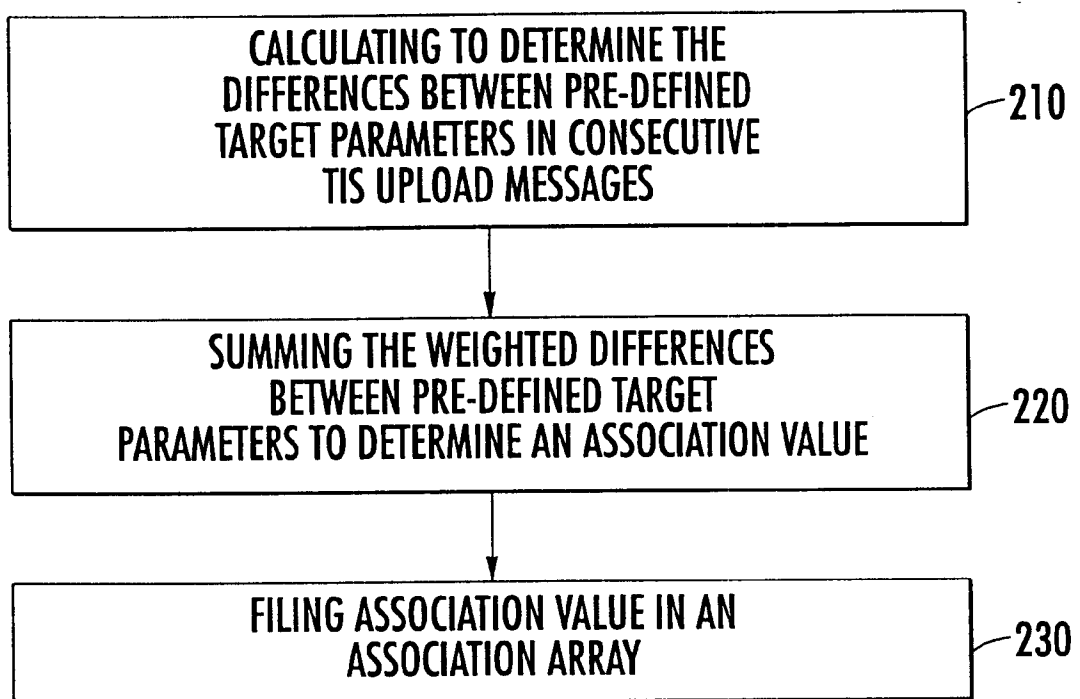 CALCULATING TO DETERMINE THE
DIFFERENCES BETWEEN PRE-DEFINED
TARGET PARAMETERS IN CONSECUTIVE
TIS UPLOAD MESSAGES
210
SUMMING THE WEIGHTED DIFFERENCES
BETWEEN PRE-DEFINED TARGET
PARAMETERS TO DETERMINE AN ASSOCIATION VALUE
220
FILING ASSOCIATION VALUE IN AN
ASSOCIATION ARRAY
230